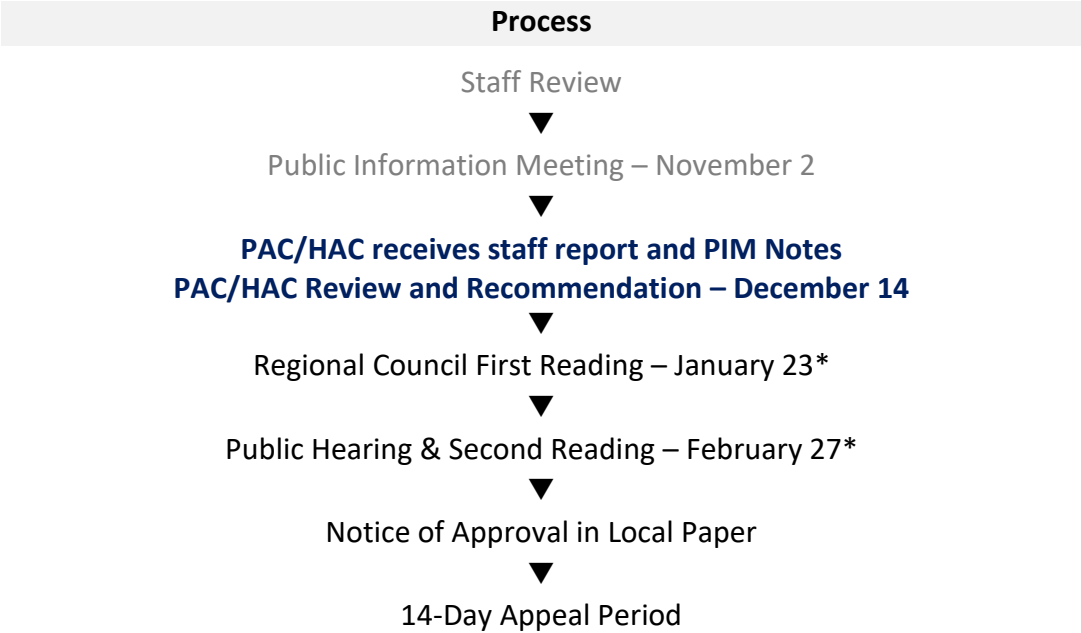 Process
Staff Review
Public Information Meeting – November 2
PAC/HAC receives staff report and PIM Notes
PAC/HAC Review and Recommendation – December 14
Regional Council First Reading – January 23*
Public Hearing & Second Reading – February 27*
Notice of Approval in Local Paper
14-Day Appeal Period